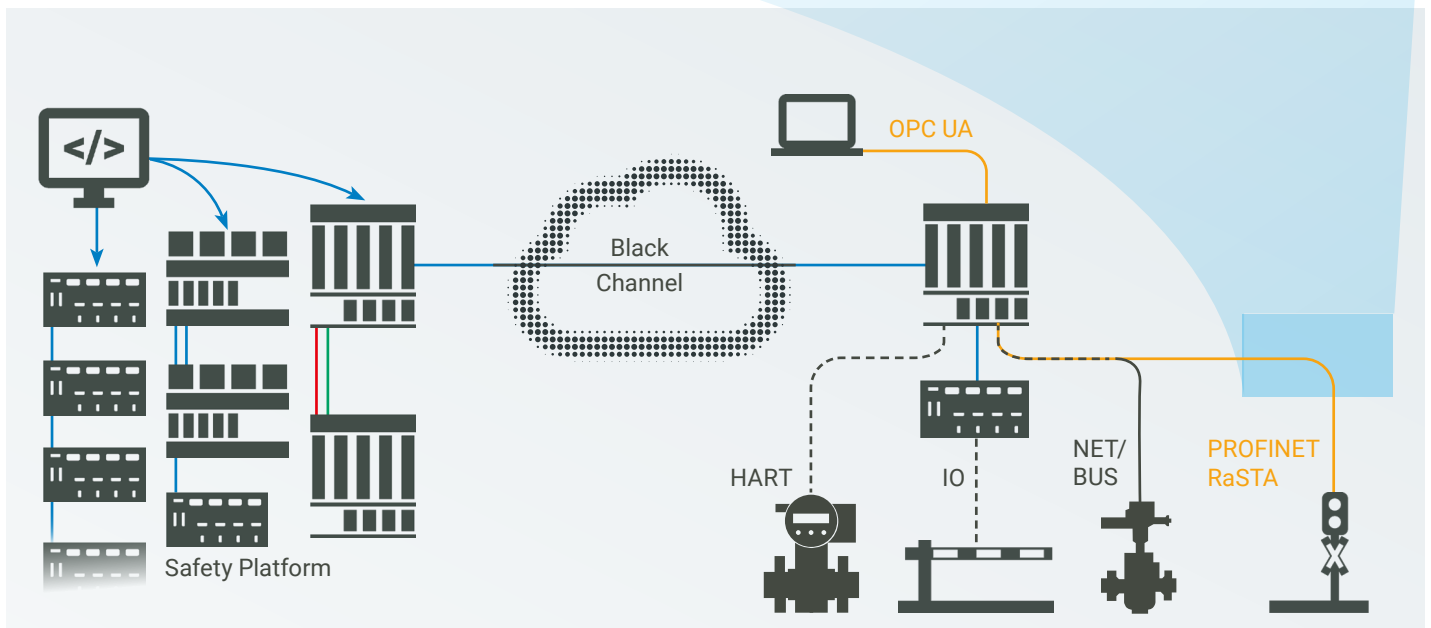 </>
OPC UA
Black
Channel
HART
IO
NET/
BUS
PROFINET
RaSTA
Safety Platform